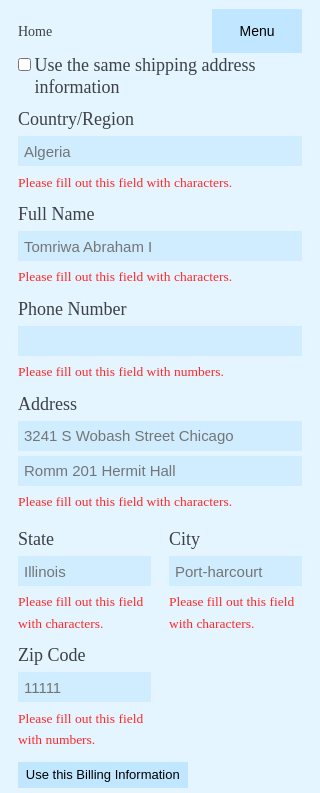 Home
Menu
Use the same shipping address
information
Country/Region
Algeria
Please fill out this field with characters.
Full Name
Tomriwa Abraham I
Please fill out this field with characters.
Phone Number
Please fill out this field with numbers.
Address
3241 S Wobash Street Chicago
Romm 201 Hermit Hall
Please fill out this field with characters.
State
City
Illinois
Port-harcourt
Please fill out this field
with characters.
Please fill out this field
with characters.
Zip Code
11111
Please fill out this field
with numbers.
Use this Billing Information